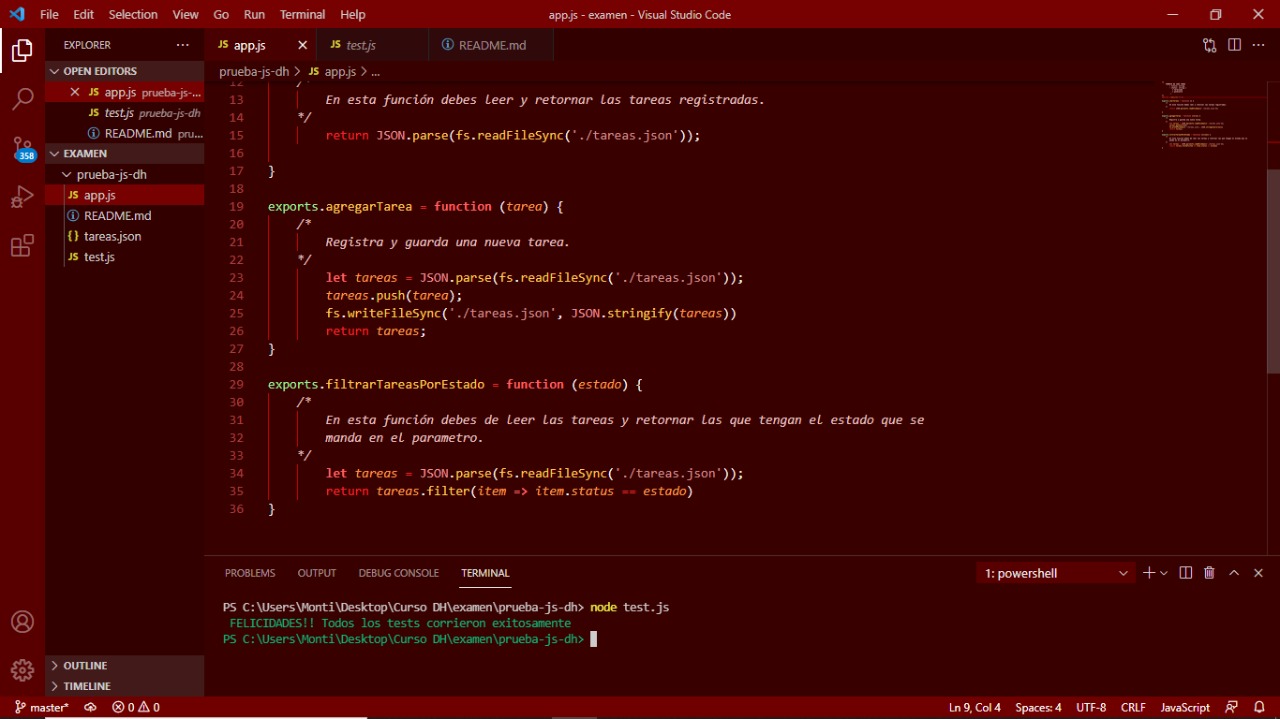 File Edit Selection View Go Run Terminal Help
app.js - examen - Visual Studio Code
EXPLORER
OPEN EDITORS
JS app.js prueba-js-...
JS test.js prueba-js-dh
README.md pru...
358
EXAMEN
prueba-js-dh
JS app.js
README.md
{} tareas.json
JS test.js
OUTLINE
TIMELINE
JS app.js
JS test.js
README.md
prueba-js-dh > JS app.js > ...
12 /*
13 En esta función debes leer y retornar las tareas registradas.
14 */
15 return JSON.parse(fs.readFileSync('./tareas.json'));
16
17 }
18
19 exports.agregarTarea = function (tarea) {
20 /*
21 Registra y guarda una nueva tarea.
22 */
23 let tareas = JSON.parse(fs.readFileSync('./tareas.json'));
24 tareas.push(tarea);
25 fs.writeFileSync('./tareas.json', JSON.stringify(tareas))
26 return tareas;
27 }
28
29 exports.filtrarTareasPorEstado = function (estado) {
30 /*
31 En esta función debes de leer las tareas y retornar las que tengan el estado que se
32 manda en el parametro.
33 */
34 let tareas = JSON.parse(fs.readFileSync('./tareas.json'));
35 return tareas.filter(item => item.status == estado)
36 }
PROBLEMS OUTPUT DEBUG CONSOLE TERMINAL
1: powershell
PS C:\Users\Monti\Desktop\Curso DH\examen\prueba-js-dh> node test.js
FELICIDADES!! Todos los tests corrieron exitosamente
PS C:\Users\Monti\Desktop\Curso DH\examen\prueba-js-dh>
master* 0 0
Ln 9, Col 4 Spaces: 4 UTF-8 CRLF JavaScript